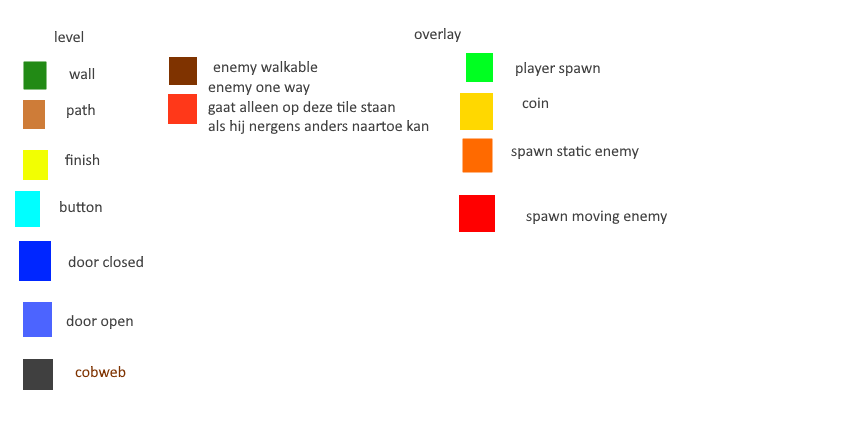 level
wall
path
finish
button
door closed
door open
cobweb
enemy walkable
enemy one way
gaat alleen op deze tile staan
als hij nergens anders naartoe kan
overlay
player spawn
coin
spawn static enemy
spawn moving enemy